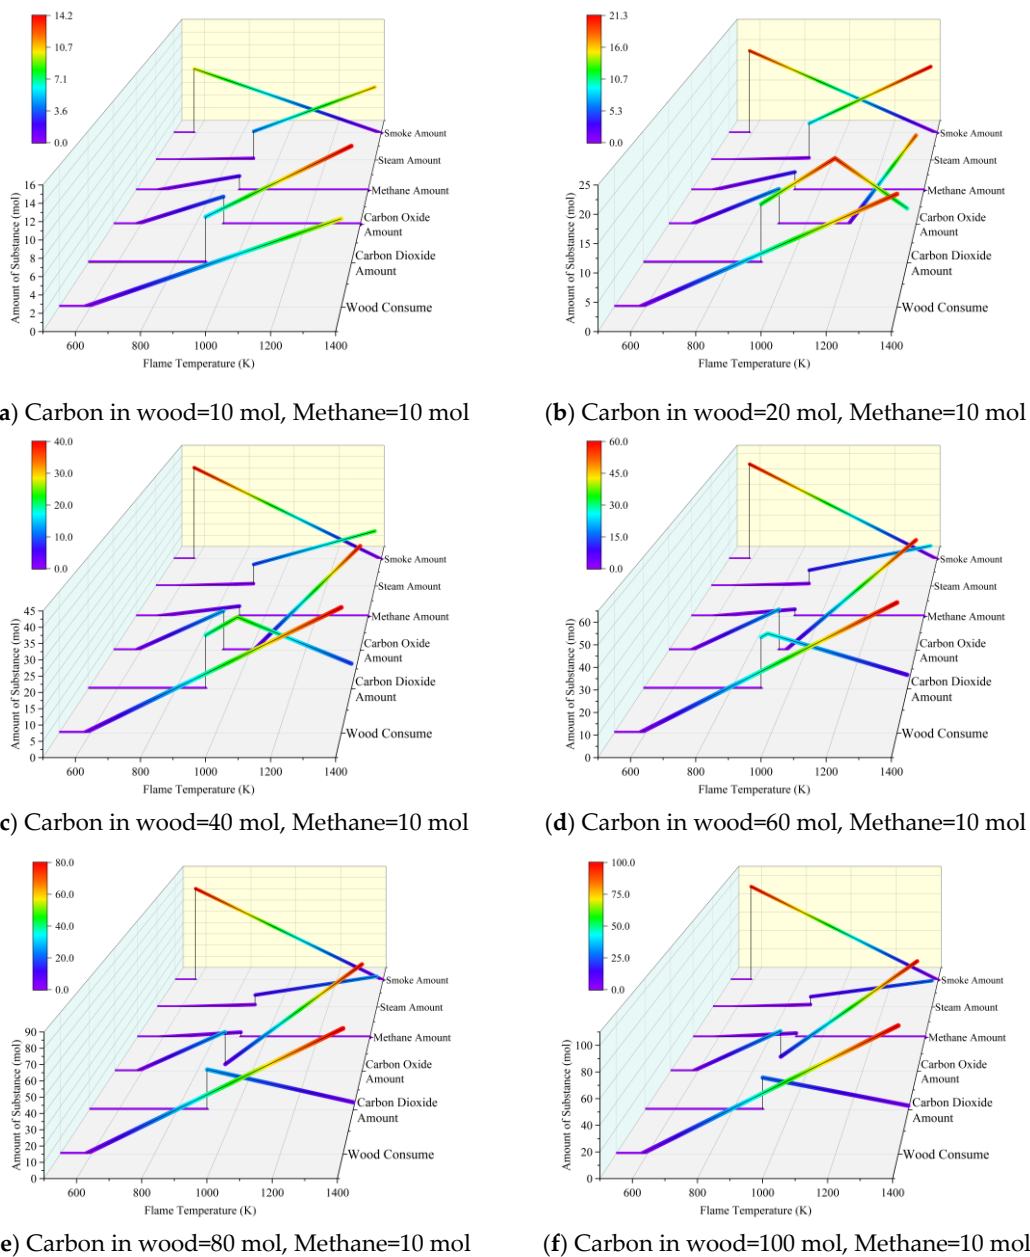 14.2
10.7
7.1
3.6
0.0
Smoke Amount
Steam Amount
Methane Amount
Carbon Oxide
Amount
Carbon Dioxide
Amount
Wood Consume
16
14
12
10
8
6
4
2
0
Amount of Substance (mol)
600 800 1000 1200 1400
Flame Temperature (K)
a) Carbon in wood=10 mol, Methane=10 mol
21.3
16.0
10.7
5.3
0.0
Smoke Amount
Steam Amount
Methane Amount
Carbon Oxide
Amount
Carbon Dioxide
Amount
Wood Consume
25
20
15
10
5
0
Amount of Substance (mol)
600 800 1000 1200 1400
Flame Temperature (K)
(b) Carbon in wood=20 mol, Methane=10 mol
40.0
30.0
20.0
10.0
0.0
Smoke Amount
Steam Amount
Methane Amount
Carbon Oxide
Amount
Carbon Dioxide
Amount
Wood Consume
45
40
35
30
25
20
15
10
5
0
Amount of Substance (mol)
600 800 1000 1200 1400
Flame Temperature (K)
c) Carbon in wood=40 mol, Methane=10 mol
60.0
45.0
30.0
15.0
0.0
Smoke Amount
Steam Amount
Methane Amount
Carbon Oxide
Amount
Carbon Dioxide
Amount
Wood Consume
60
50
40
30
20
10
0
Amount of Substance (mol)
600 800 1000 1200 1400
Flame Temperature (K)
(d) Carbon in wood=60 mol, Methane=10 mol
80.0
60.0
40.0
20.0
0.0
Smoke Amount
Steam Amount
Methane Amount
Carbon Oxide
Amount
Carbon Dioxide
Amount
Wood Consume
90
80
70
60
50
40
30
20
10
0
Amount of Substance (mol)
600 800 1000 1200 1400
Flame Temperature (K)
e) Carbon in wood=80 mol, Methane=10 mol
100.0
75.0
50.0
25.0
0.0
Smoke Amount
Steam Amount
Methane Amount
Carbon Oxide
Amount
Carbon Dioxide
Amount
Wood Consume
100
80
60
40
20
0
Amount of Substance (mol)
600 800 1000 1200 1400
Flame Temperature (K)
(f) Carbon in wood=100 mol, Methane=10 mol